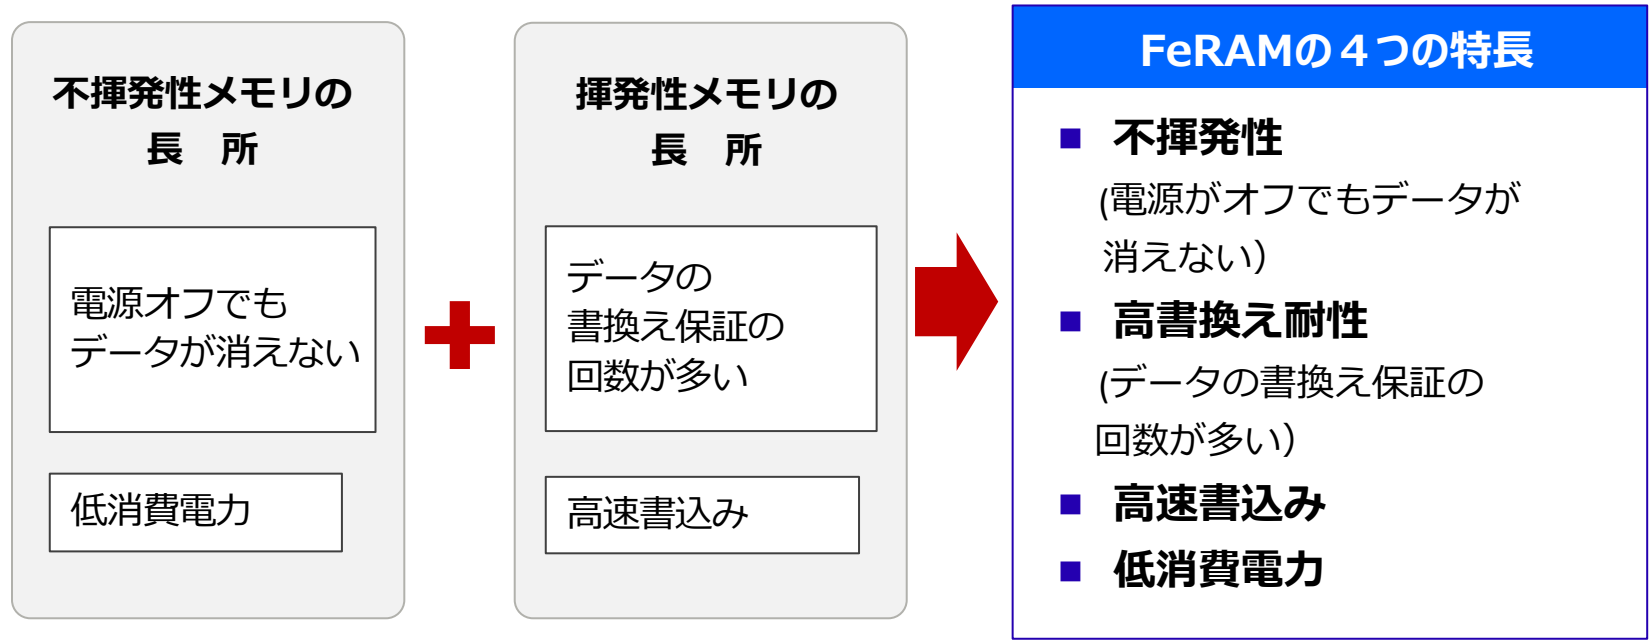 不揮発性メモリの
長　所
電源オフでも
データが消えない
低消費電力
揮発性メモリの
長　所
データの
書換え保証の
回数が多い
高速書込み
FeRAMの４つの特長
■ 不揮発性
(電源がオフでもデータが
消えない）
■ 高書換え耐性
(データの書換え保証の
回数が多い）
■ 高速書込み
■ 低消費電力